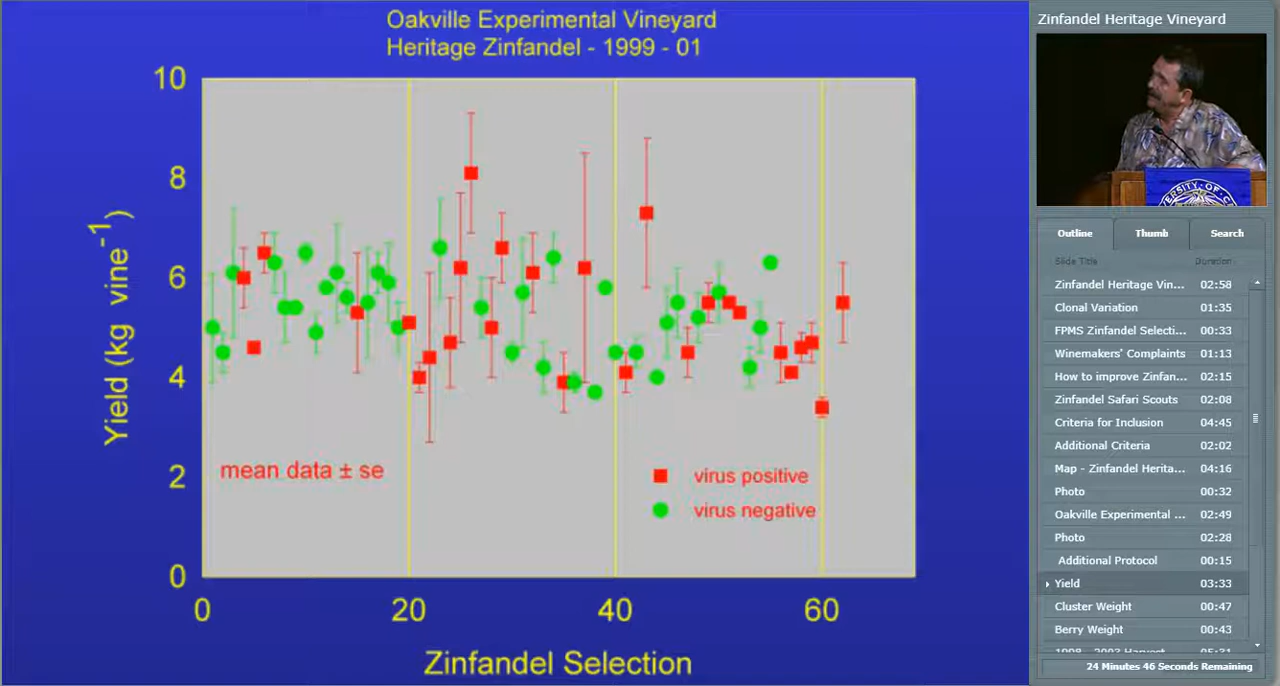 Oakville Experimental Vineyard
Heritage Zinfandel - 1999 - 01
10
8
6
4
2
0
Yield (kg vine-1)
mean data ± se
virus positive
virus negative
0 20 40 60
Zinfandel Selection
Zinfandel Heritage Vineyard
Outline Thumb Search
Slide Title Duration
Zinfandel Heritage Vin... 02:58
Clonal Variation 01:35
FPMS Zinfandel Selecti... 00:33
Winemakers' Complaints 01:13
How to improve Zinfan... 02:15
Zinfandel Safari Scouts 02:08
Criteria for Inclusion 04:45
Additional Criteria 02:02
Map - Zinfandel Herita... 04:16
Photo 00:32
Oakville Experimental ... 02:49
Photo 02:28
Additional Protocol 00:15
Yield 03:33
Cluster Weight 00:47
Berry Weight 00:43
24 Minutes 46 Seconds Remaining